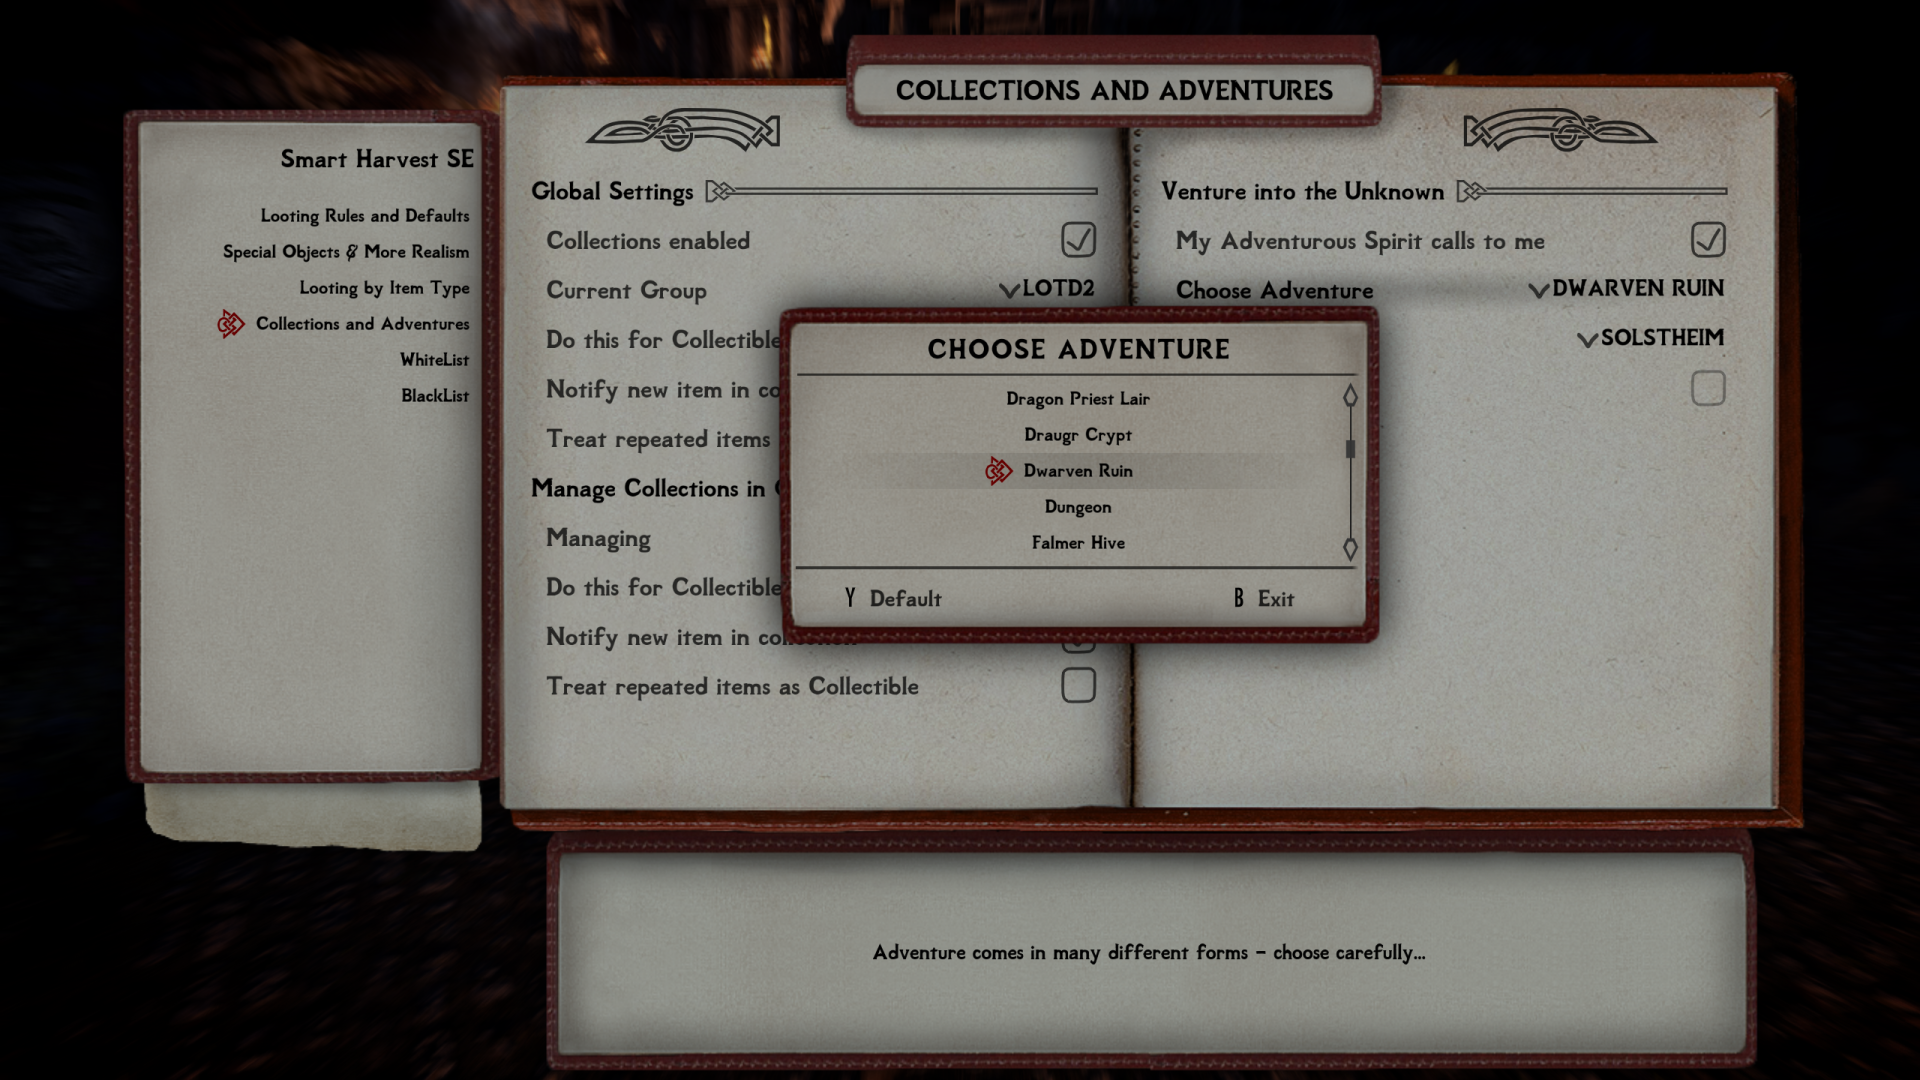 COLLECTIONS AND ADVENTURES
Smart Harvest SE
Looting Rules and Defaults
Special Objects & More Realism
Looting by Item Type
Collections and Adventures
WhiteList
BlackList
Global Settings
Collections enabled
Current Group LOTD2
Do this for Collectible
Notify new item in co
Treat repeated items
Manage Collections in
Managing
Do this for Collectible
Notify new item in
Treat repeated items as Collectible
Venture into the Unknown
My Adventurous Spirit calls to me
Choose Adventure DWARVEN RUIN
SOLSTHEIM
CHOOSE ADVENTURE
Dragon Priest Lair
Draugr Crypt
Dwarven Ruin
Dungeon
Falmer Hive
Y Default
B Exit
Adventure comes in many different forms - choose carefully...